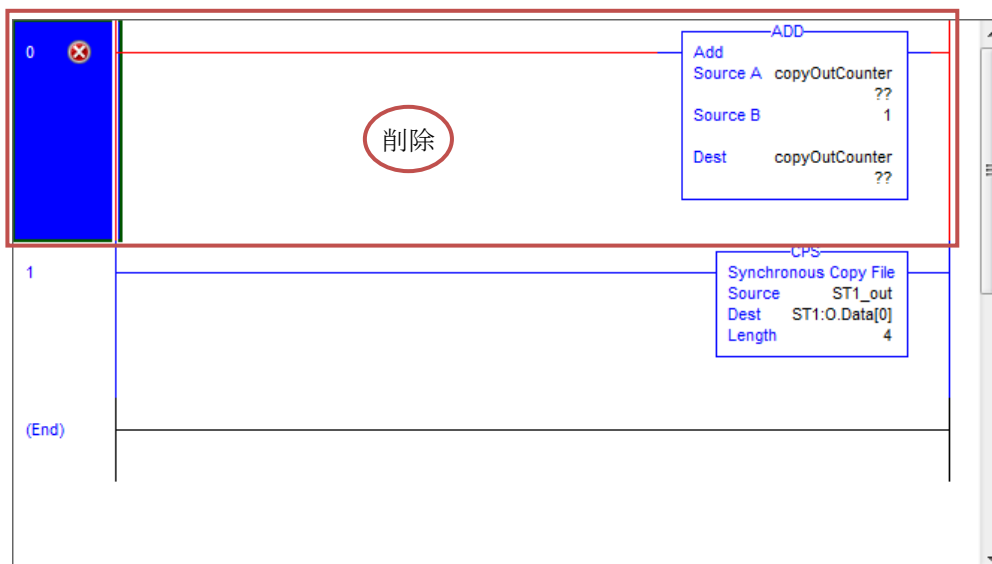 0
ADD
Add
Source A copyOutCounter
??
Source B 1
Dest copyOutCounter
??
削除
1
CPS
Synchronous Copy File
Source ST1_out
Dest ST1:O.Data[0]
Length 4
(End)